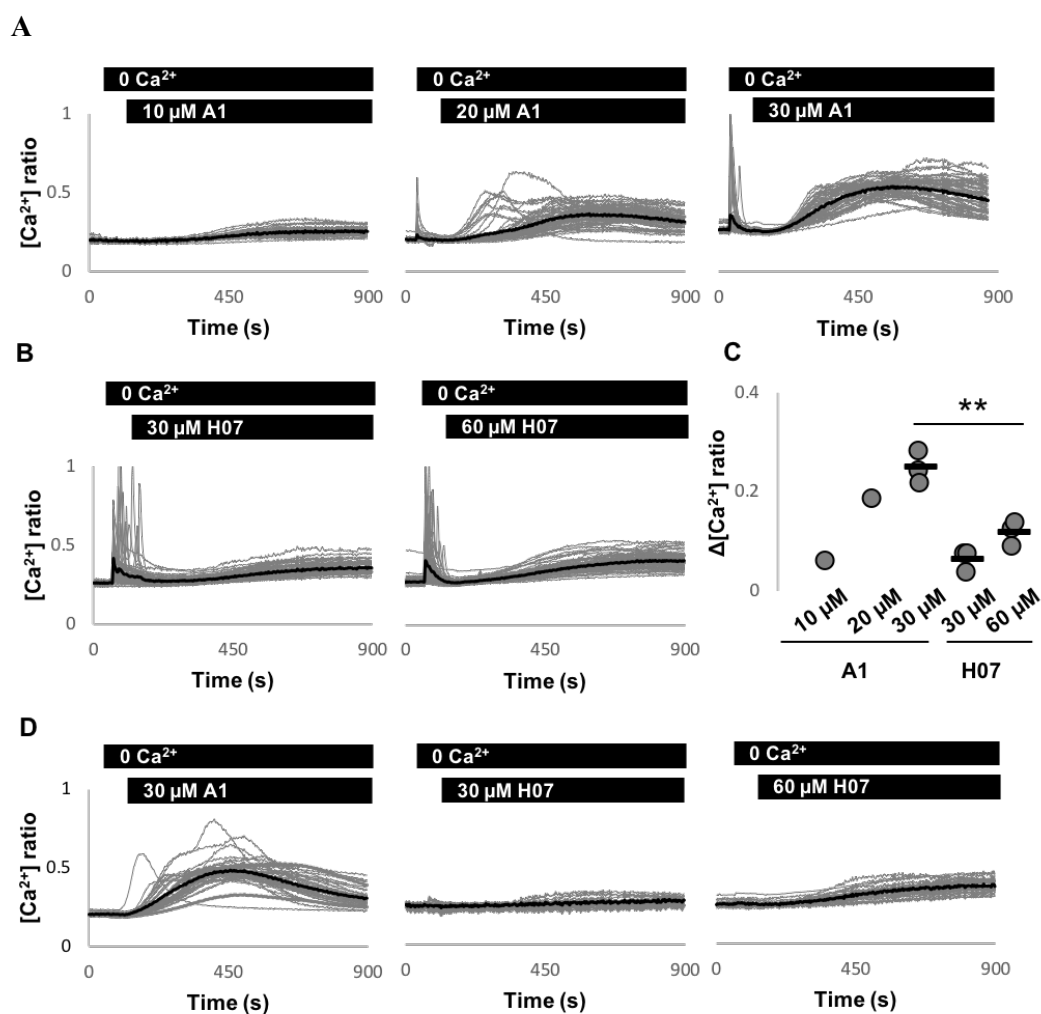 A
0 Ca²⁺ 0 Ca²⁺ 0 Ca²⁺
10 µM A1 20 µM A1 30 µM A1
1
0.5
0
[Ca²⁺] ratio
0 450 900 0 450 900 0 450 900
Time (s) Time (s) Time (s)
B
0 Ca²⁺ 0 Ca²⁺
30 µM H07 60 µM H07
1
0.5
0
[Ca²⁺] ratio
0 450 900 0 450 900
Time (s) Time (s)
C
0.4
**
0.2
0
Δ[Ca²⁺] ratio
10 µM 20 µM 30 µM 30 µM 60 µM
A1 H07
D
0 Ca²⁺ 0 Ca²⁺ 0 Ca²⁺
30 µM A1 30 µM H07 60 µM H07
1
0.5
0
[Ca²⁺] ratio
0 450 900 0 450 900 0 450 900
Time (s) Time (s) Time (s)